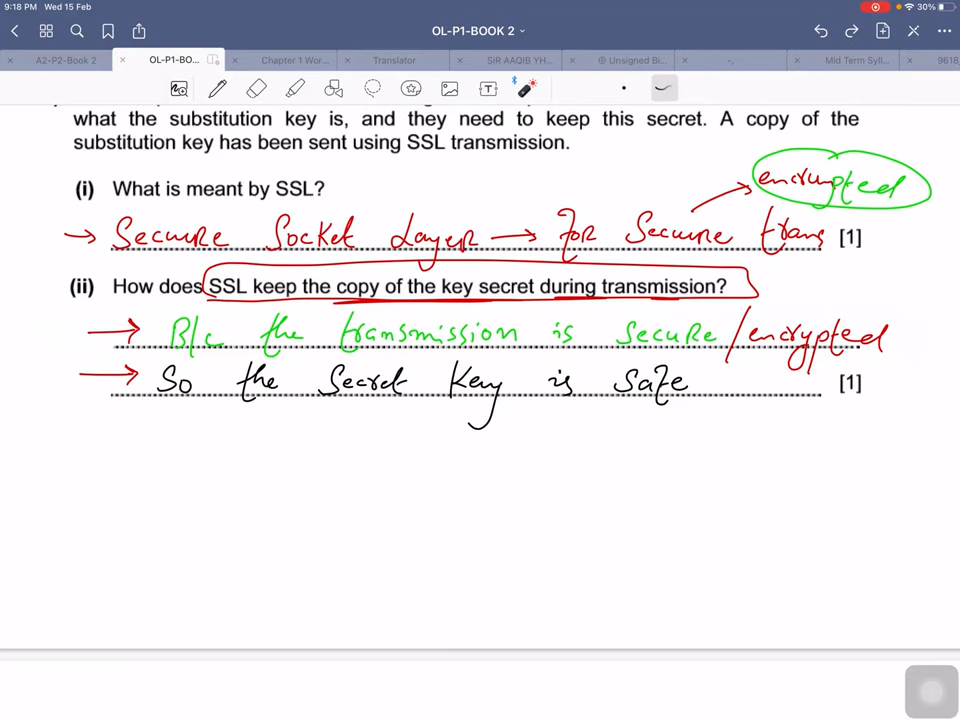 9:18 PM Wed 15 Feb
30%
OL-P1-BOOK 2
A2-P2-Book 2
OL-P1-BO...
Chapter 1 Wor...
Translator
SiR AAQIB YH...
Unsigned Bi...
-,
Mid Term Syll...
9618,
what the substitution key is, and they need to keep this secret. A copy of the
substitution key has been sent using SSL transmission.
encrypted
(i) What is meant by SSL?
→ Secure Socket Layer → For Secure trans [1]
(ii) How does SSL keep the copy of the key secret during transmission?
→ B/c the transmission is secure/encrypted
→ So the Secret Key is Safe [1]